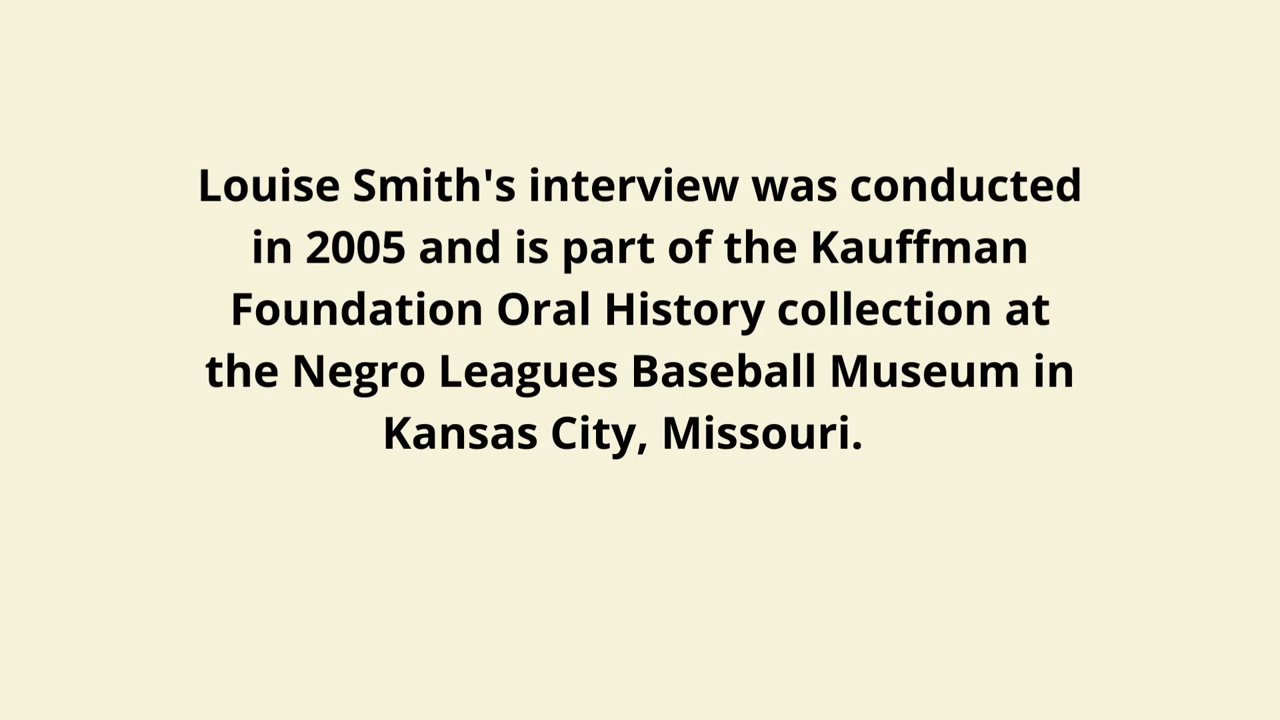 Louise Smith's interview was conducted
in 2005 and is part of the Kauffman
Foundation Oral History collection at
the Negro Leagues Baseball Museum in
Kansas City, Missouri.